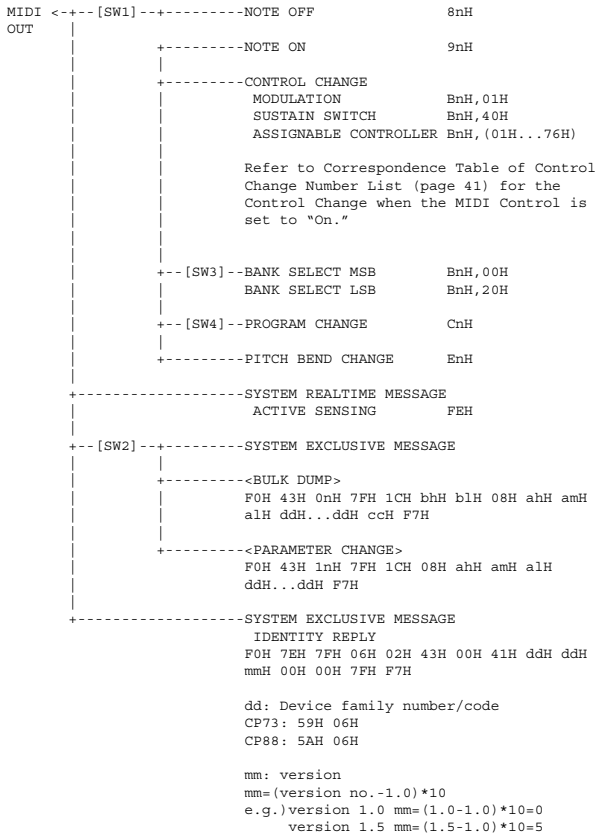 MIDI <-+--[SW1]--+---------NOTE OFF              8nH
OUT    |         |
       |         +---------NOTE ON               9nH
       |         |
       |         +---------CONTROL CHANGE
       |         |          MODULATION           BnH,01H
       |         |          SUSTAIN SWITCH       BnH,40H
       |         |          ASSIGNABLE CONTROLLER BnH,(01H...76H)
       |         |
       |         |         Refer to Correspondence Table of Control
       |         |         Change Number List (page 41) for the
       |         |         Control Change when the MIDI Control is
       |         |         set to “On.”
       |         |
       |         |
       |         +--[SW3]--BANK SELECT MSB       BnH,00H
       |         |         BANK SELECT LSB       BnH,20H
       |         |
       |         +--[SW4]--PROGRAM CHANGE        CnH
       |         |
       |         +---------PITCH BEND CHANGE     EnH
       |
       +-------------------SYSTEM REALTIME MESSAGE
       |                    ACTIVE SENSING       FEH
       |
       +--[SW2]--+---------SYSTEM EXCLUSIVE MESSAGE
       |         |
       |         +---------<BULK DUMP>
       |         |         F0H 43H 0nH 7FH 1CH bhH blH 08H ahH amH
       |         |         alH ddH...ddH ccH F7H
       |         |
       |         +---------<PARAMETER CHANGE>
       |                   F0H 43H 1nH 7FH 1CH 08H ahH amH alH
       |                   ddH...ddH F7H
       |
       +-------------------SYSTEM EXCLUSIVE MESSAGE
                            IDENTITY REPLY
                           F0H 7EH 7FH 06H 02H 43H 00H 41H ddH ddH
                           mmH 00H 00H 7FH F7H

                           dd: Device family number/code
                           CP73: 59H 06H
                           CP88: 5AH 06H

                           mm: version
                           mm=(version no.-1.0)*10
                           e.g.)version 1.0 mm=(1.0-1.0)*10=0
                                version 1.5 mm=(1.5-1.0)*10=5